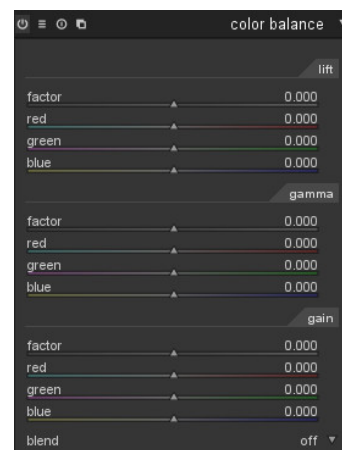 color balance
lift
factor 0.000
red 0.000
green 0.000
blue 0.000
gamma
factor 0.000
red 0.000
green 0.000
blue 0.000
gain
factor 0.000
red 0.000
green 0.000
blue 0.000
blend off